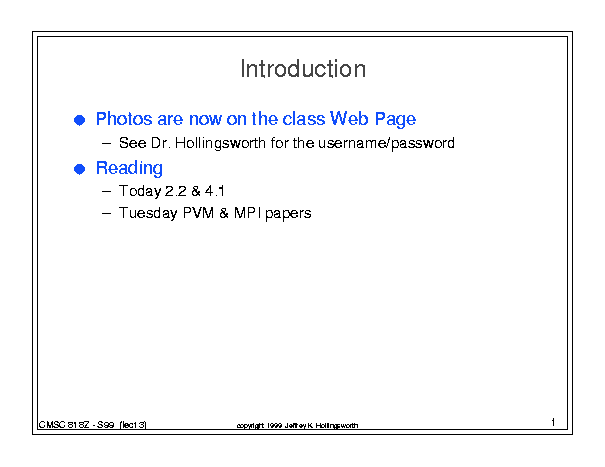 Introduction
● Photos are now on the class Web Page
– See Dr. Hollingsworth for the username/password
● Reading
– Today 2.2 & 4.1
– Tuesday PVM & MPI papers
CMSC 818Z - S99 (lect 3)
copyright 1999 Jeffrey K. Hollingsworth
1